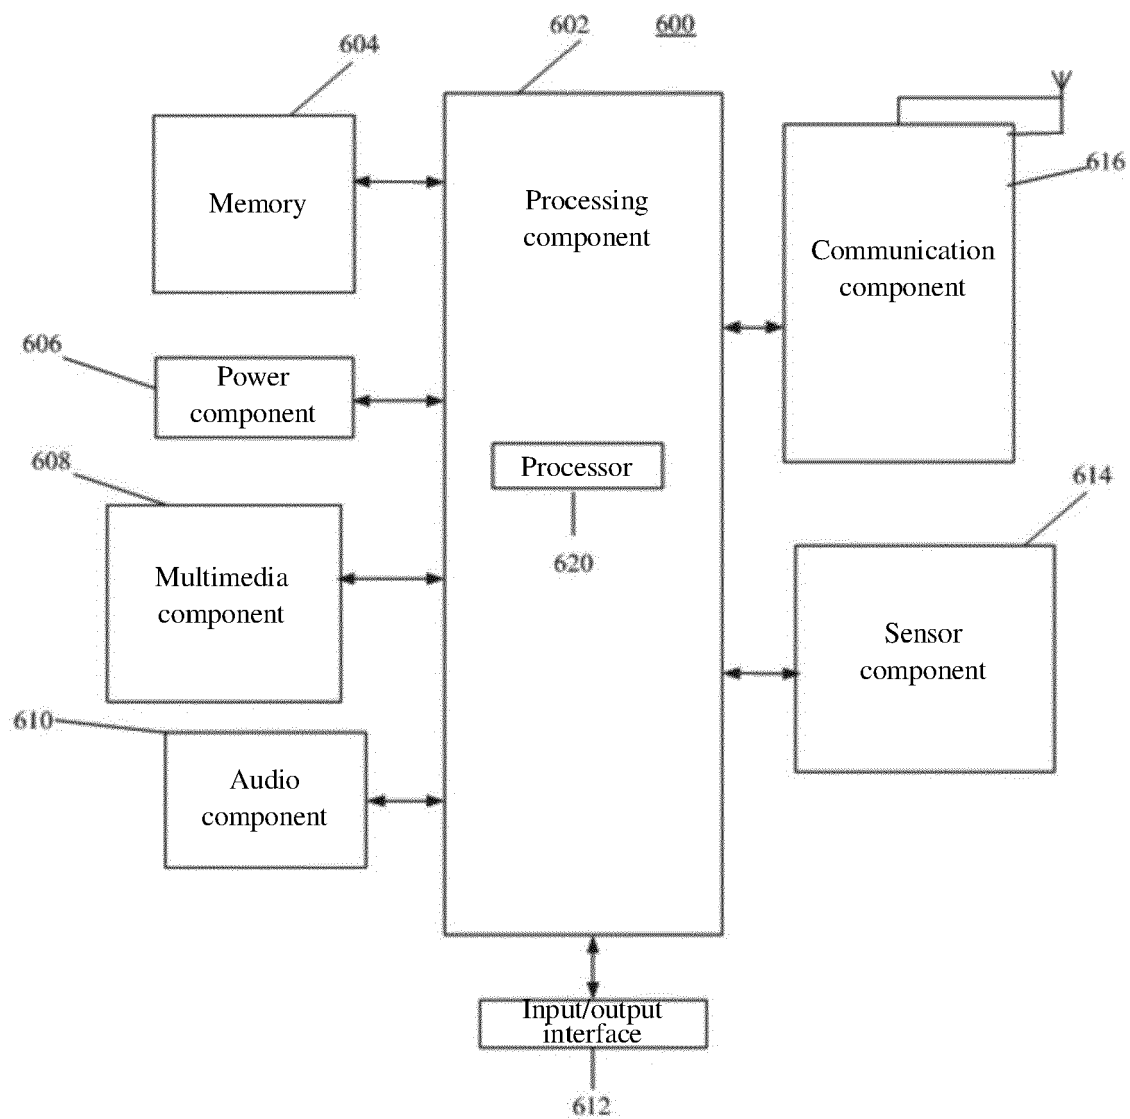 602
600
604
Memory
Processing
component
616
Communication
component
606
Power
component
608
Processor
620
614
Multimedia
component
Sensor
component
610
Audio
component
Input/output
interface
612